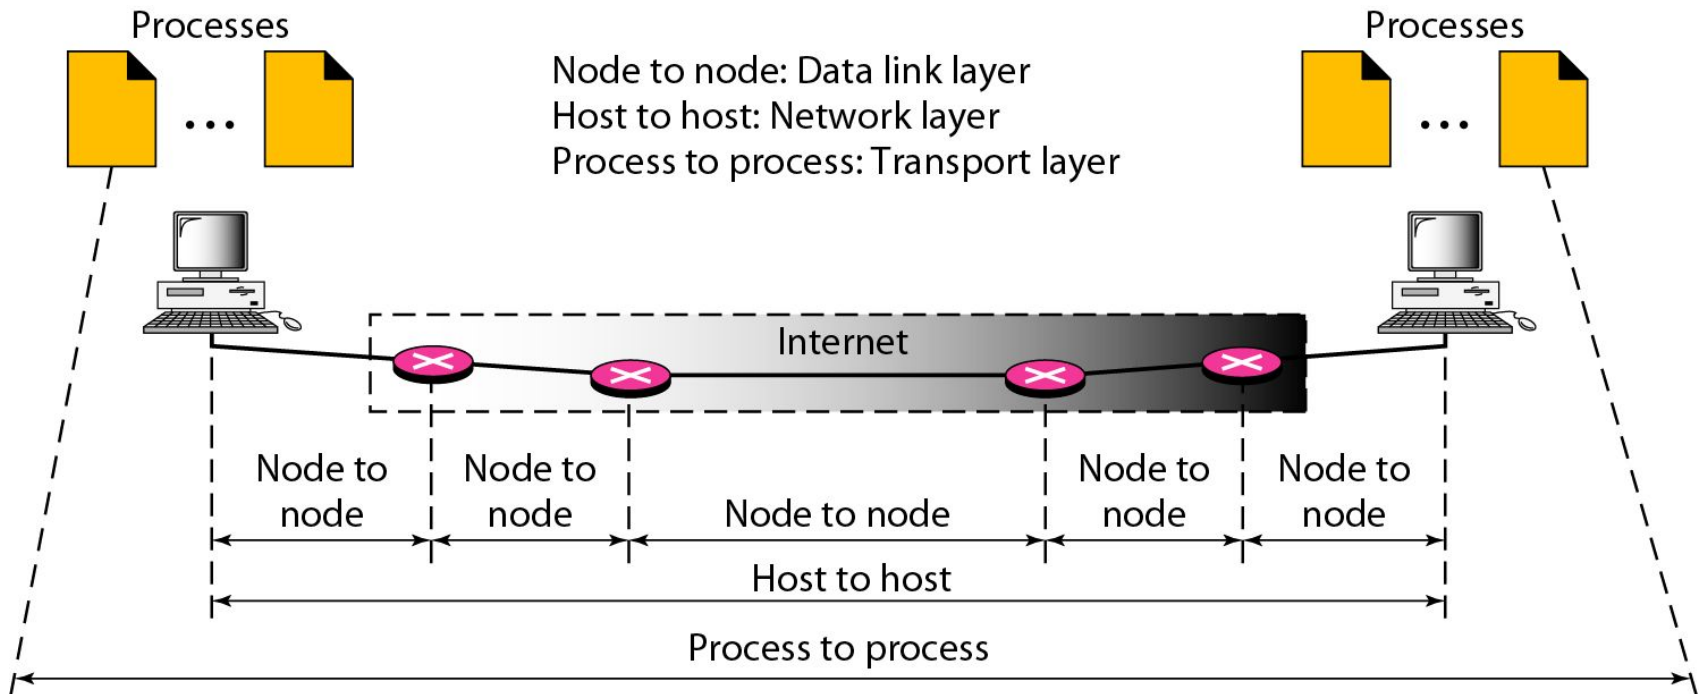 Processes
Processes
Node to node: Data link layer
Host to host: Network layer
Process to process: Transport layer
...
...
Internet
Node to
node
Node to
node
Node to node
Node to
node
Node to
node
Host to host
Process to process